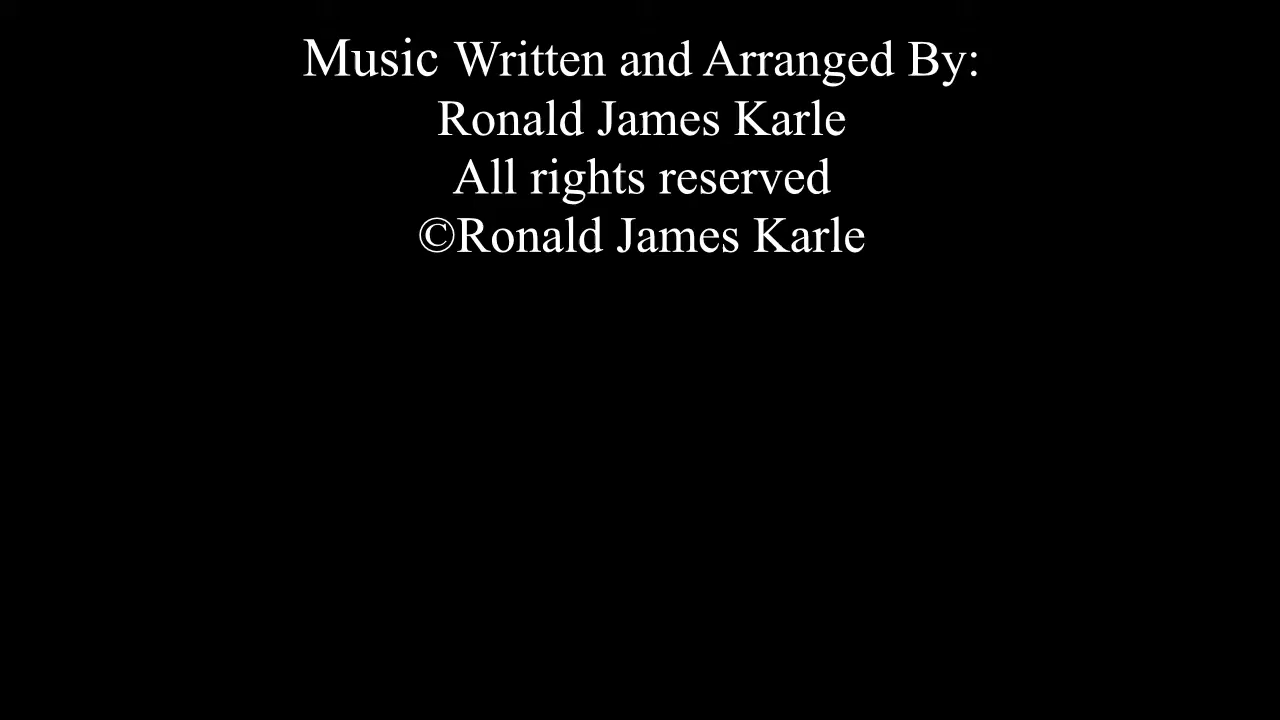 Music Written and Arranged By:
Ronald James Karle
All rights reserved
©Ronald James Karle